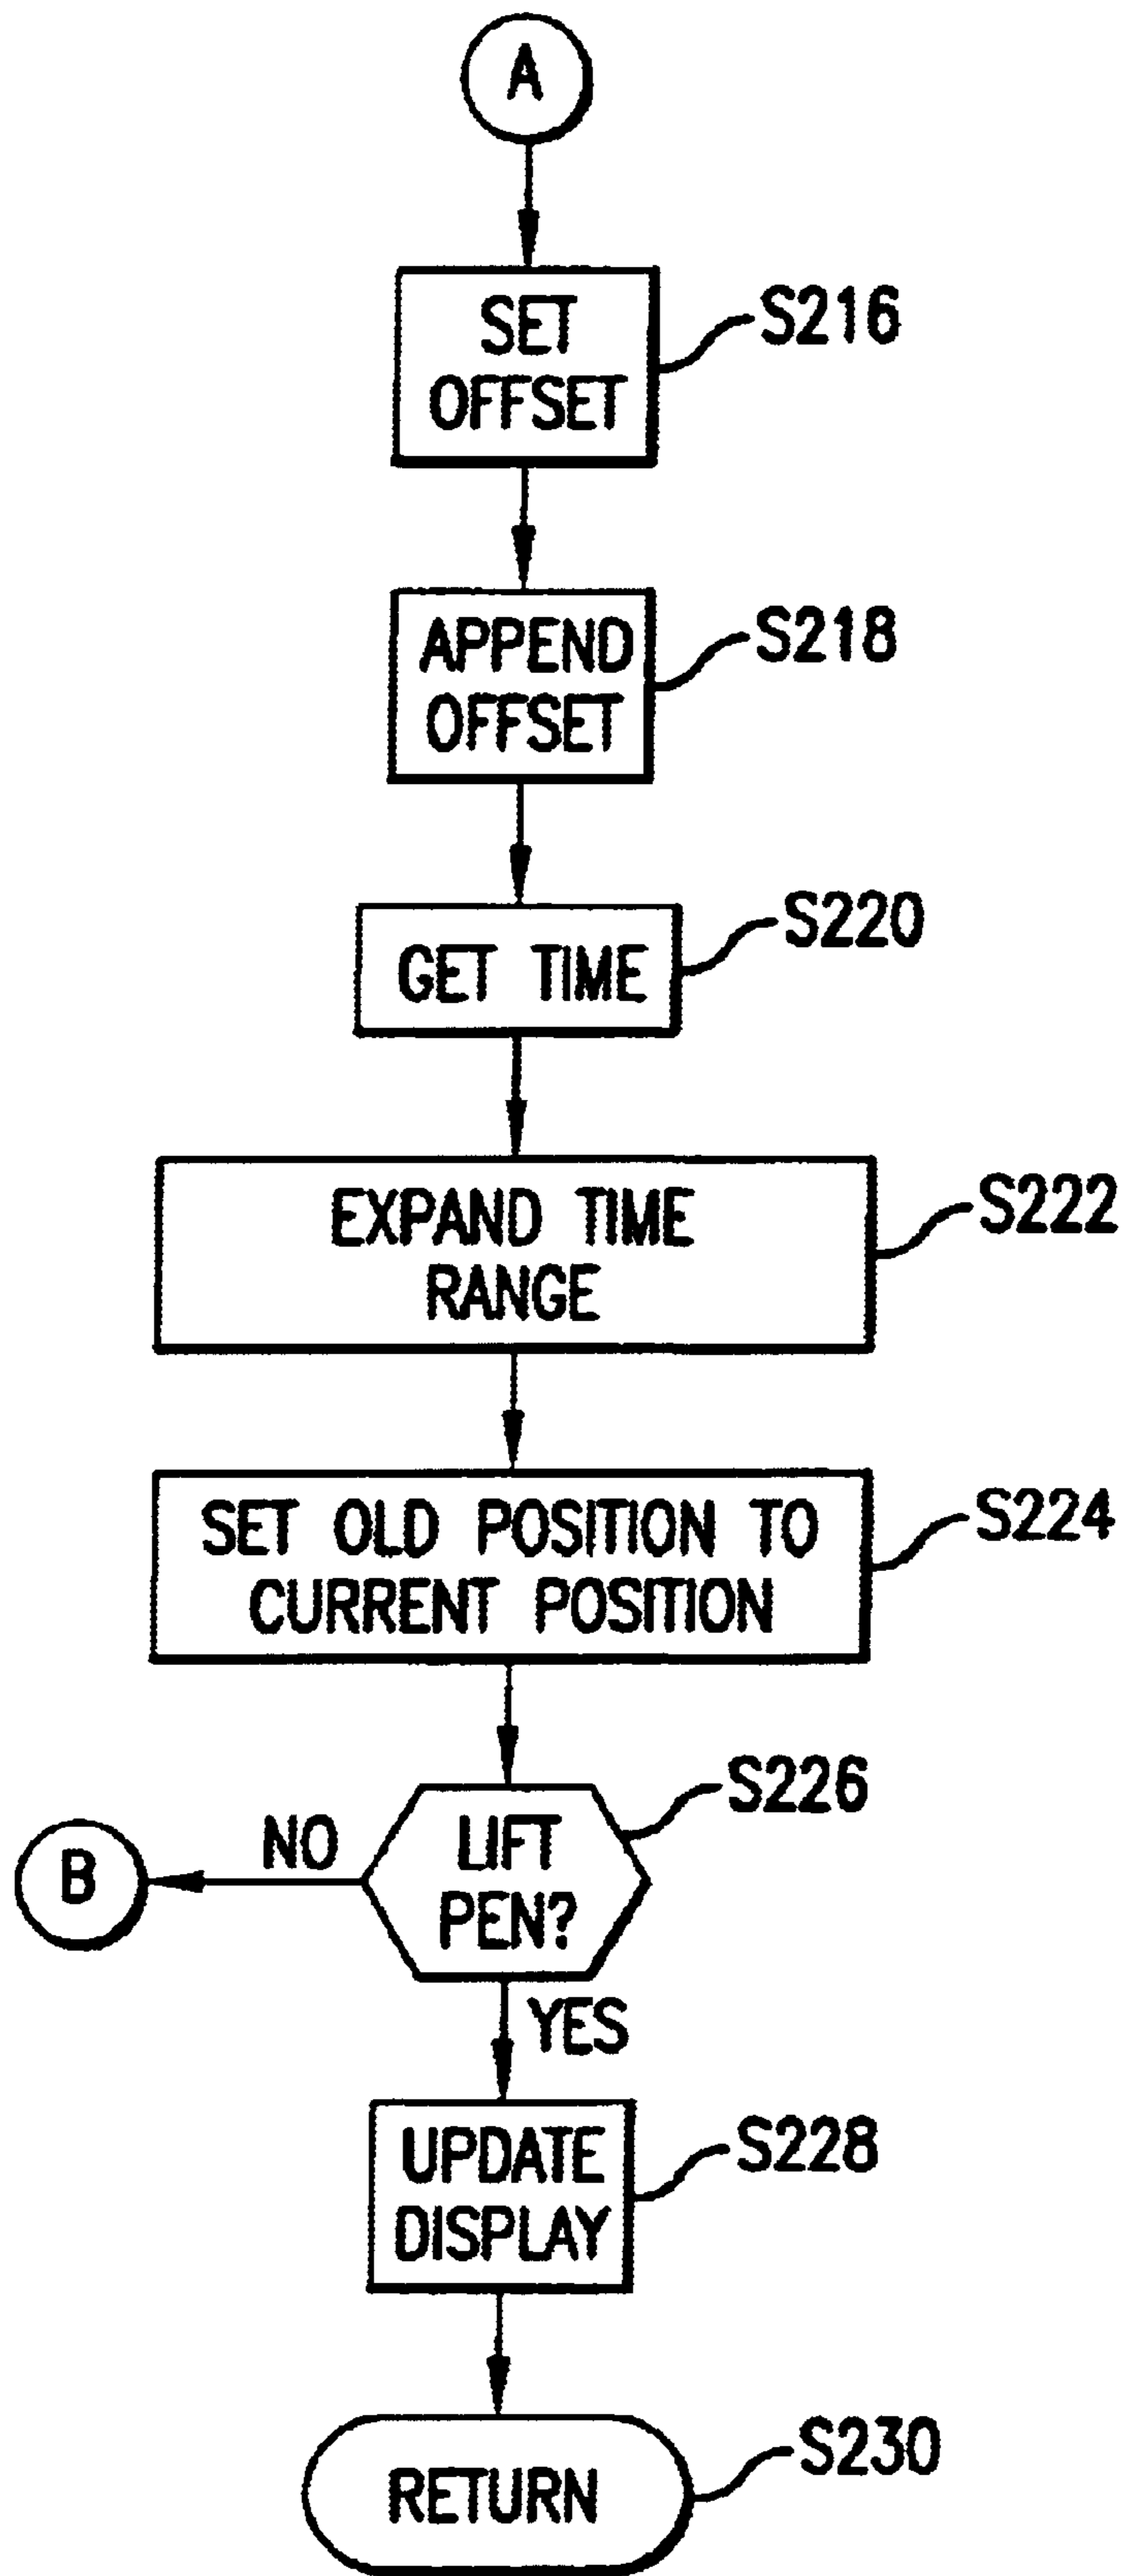 A
SET
OFFSET
S216
APPEND
OFFSET
S218
GET TIME
S220
EXPAND TIME
RANGE
S222
SET OLD POSITION TO
CURRENT POSITION
S224
LIFT
PEN?
S226
NO
B
YES
UPDATE
DISPLAY
S228
RETURN
S230